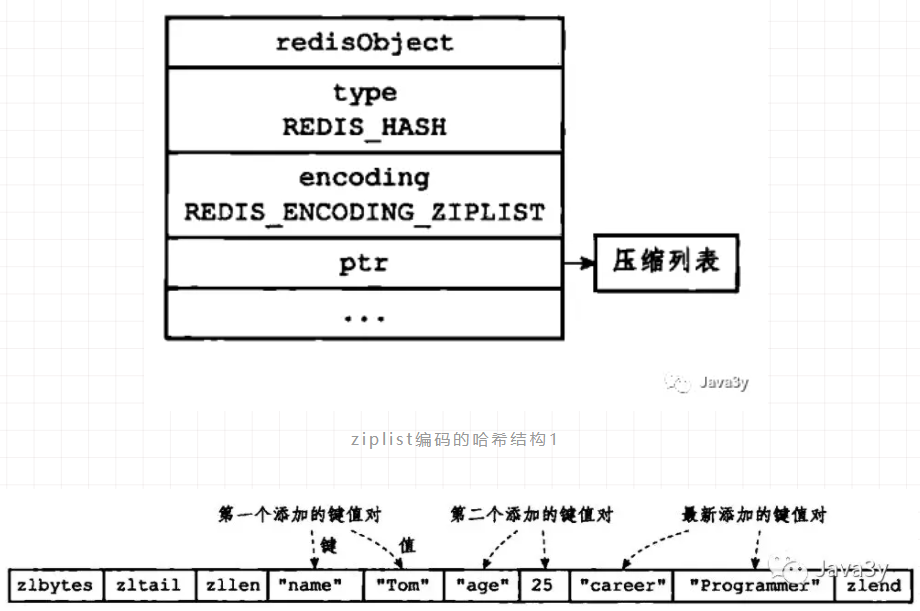 redisObject
type
REDIS_HASH
encoding
REDIS_ENCODING_ZIPLIST
ptr
压缩列表
...
Java3y
ziplist编码的哈希结构1
第一个添加的键值对 第二个添加的键值对 最新添加的键值对
键 值
zlbytes zltail zllen "name" "Tom" "age" 25 "career" "Programmer" zlend
Java3y